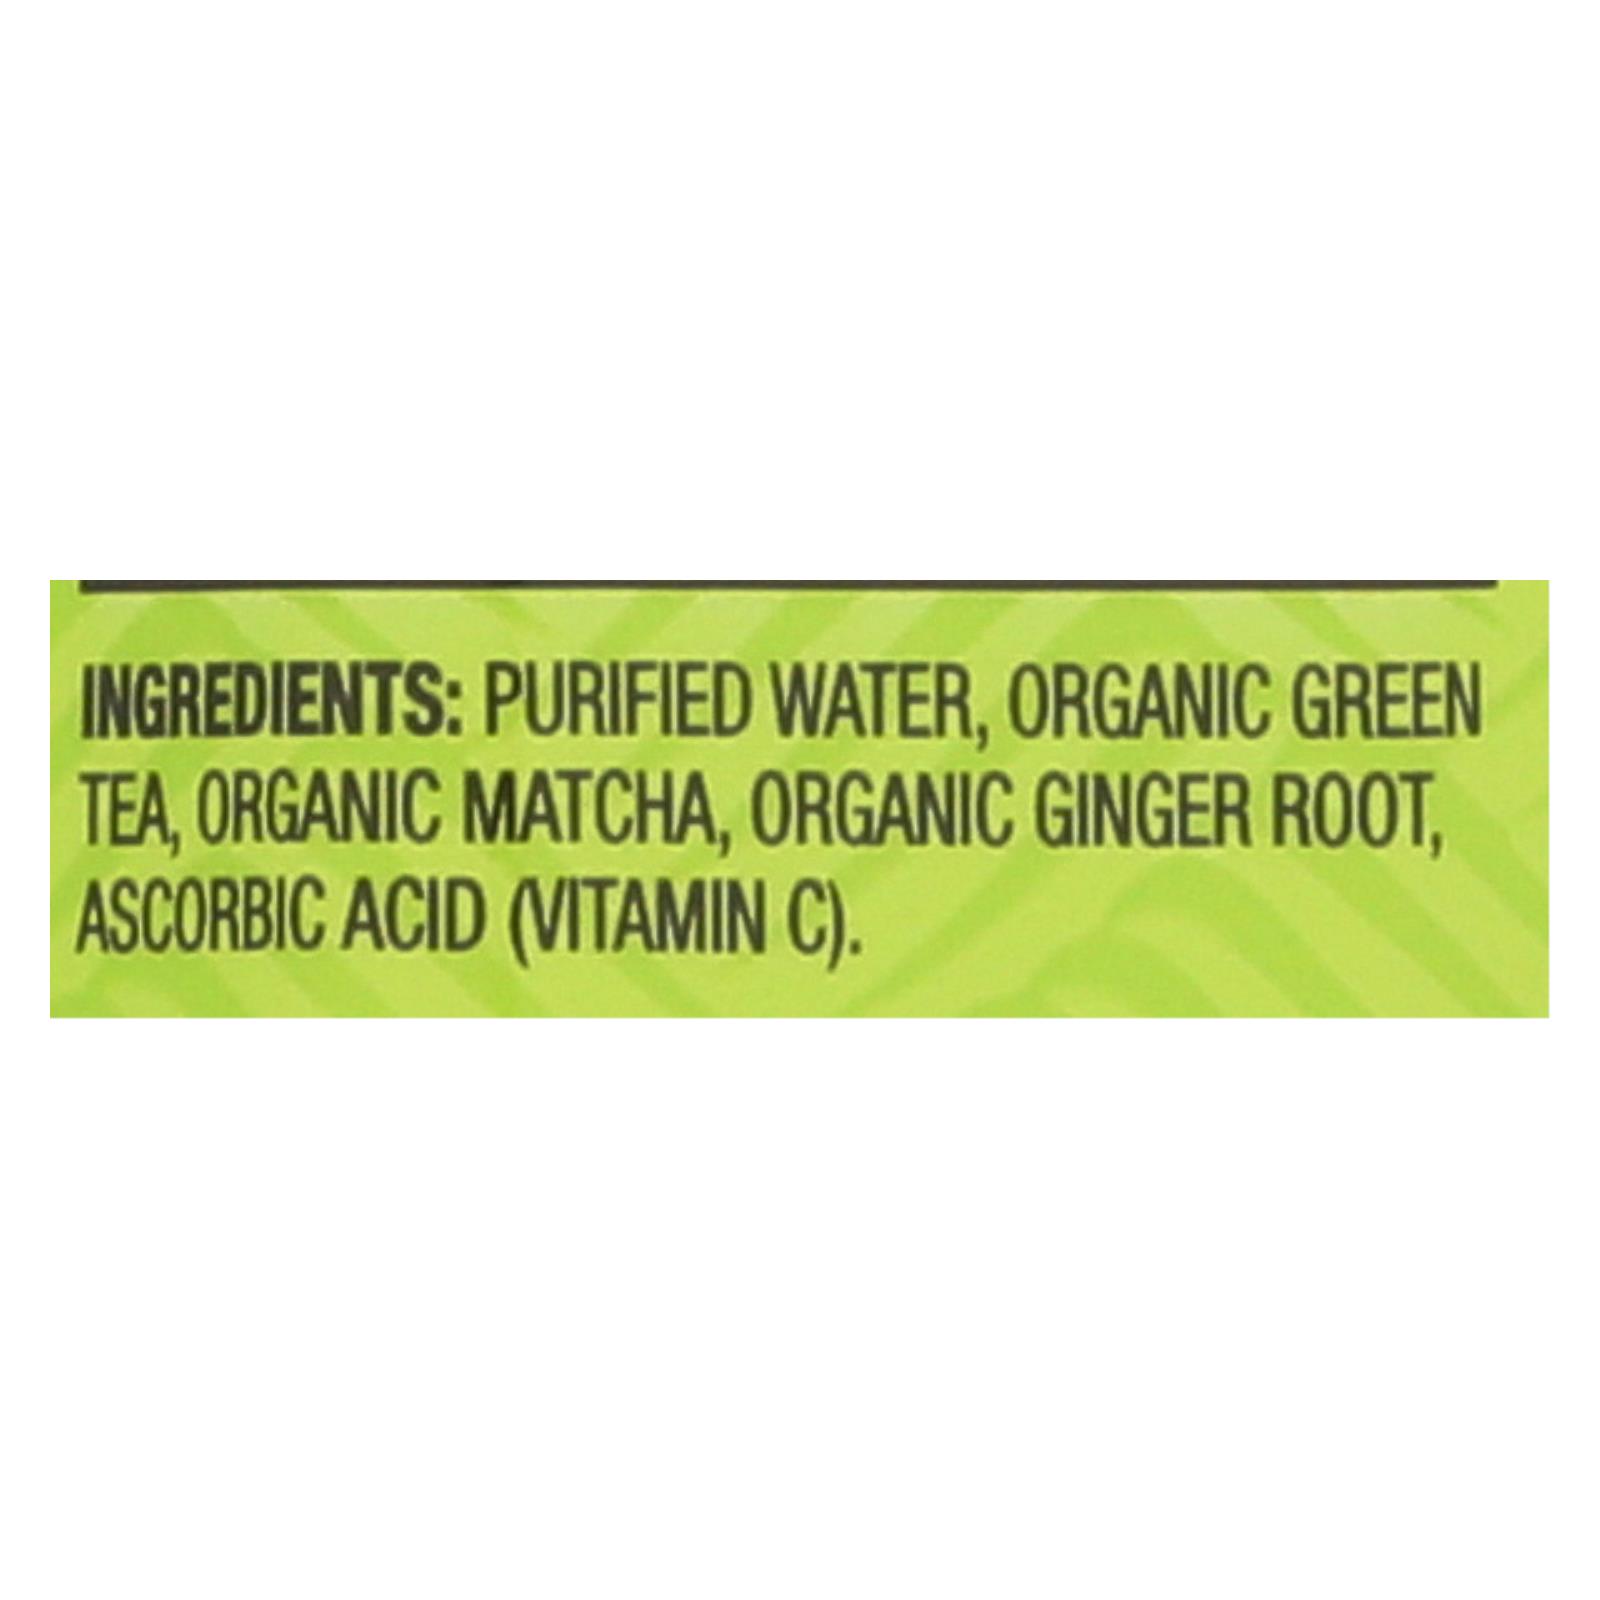 INGREDIENTS: PURIFIED WATER, ORGANIC GREEN
TEA, ORGANIC MATCHA, ORGANIC GINGER ROOT,
ASCORBIC ACID (VITAMIN C).